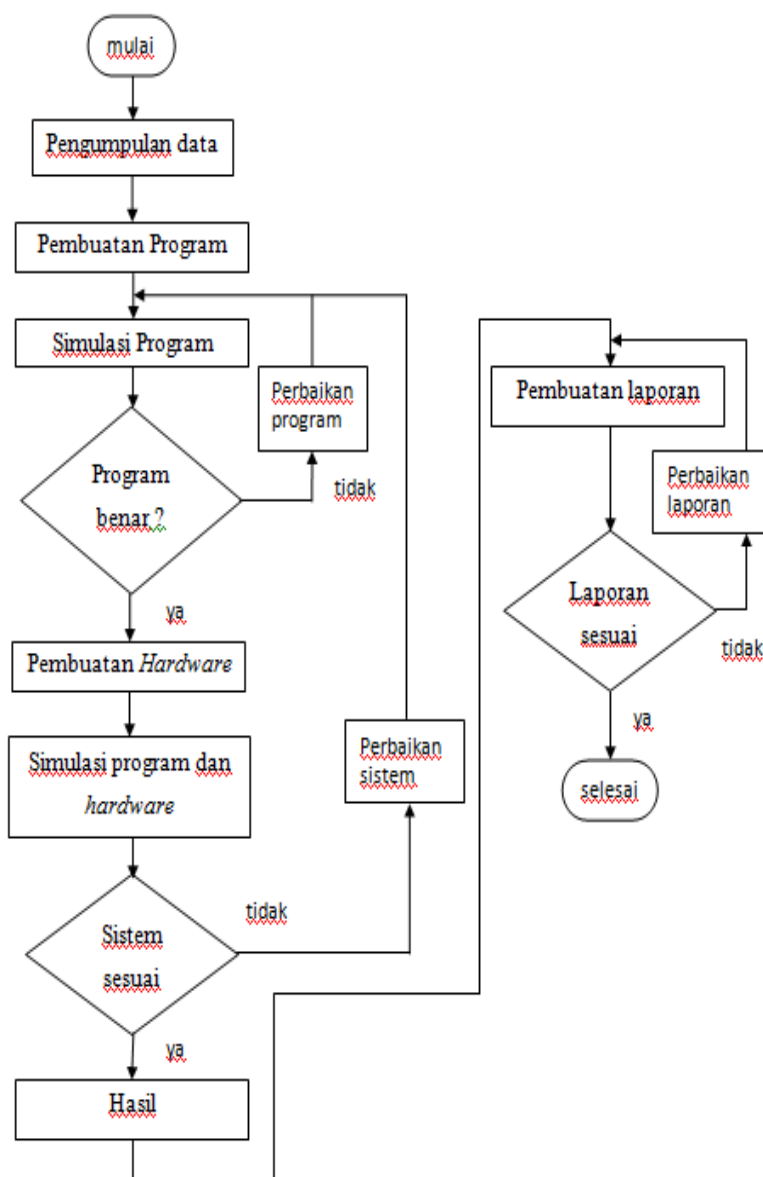 mulai
Pengumpulan data
Pembuatan Program
Simulasi Program
Perbaikan
program
Program
benar ?
tidak
ya
Pembuatan Hardware
Simulasi program dan
hardware
Perbaikan
sistem
Sistem
sesuai
tidak
ya
Hasil
Pembuatan laporan
Perbaikan
laporan
Laporan
sesuai
tidak
ya
selesai